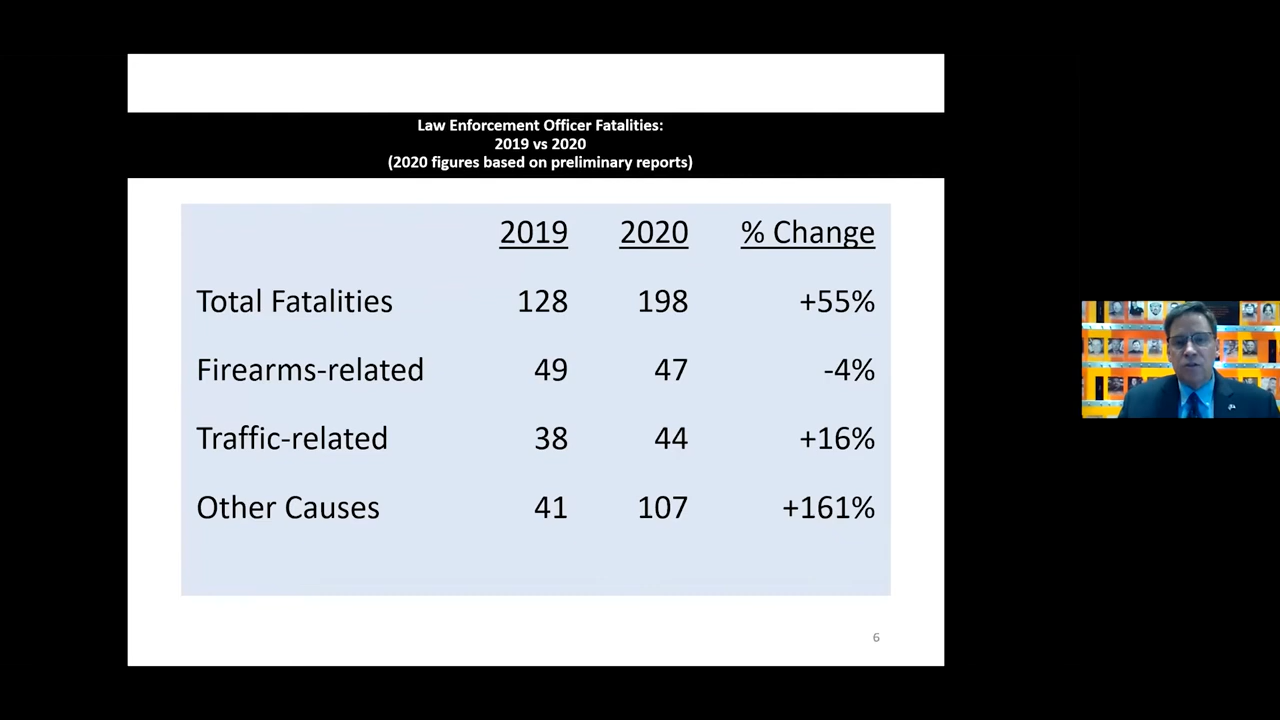 Law Enforcement Officer Fatalities:
2019 vs 2020
(2020 figures based on preliminary reports)
2019 2020 % Change
Total Fatalities 128 198 +55%
Firearms-related 49 47 -4%
Traffic-related 38 44 +16%
Other Causes 41 107 +161%
6